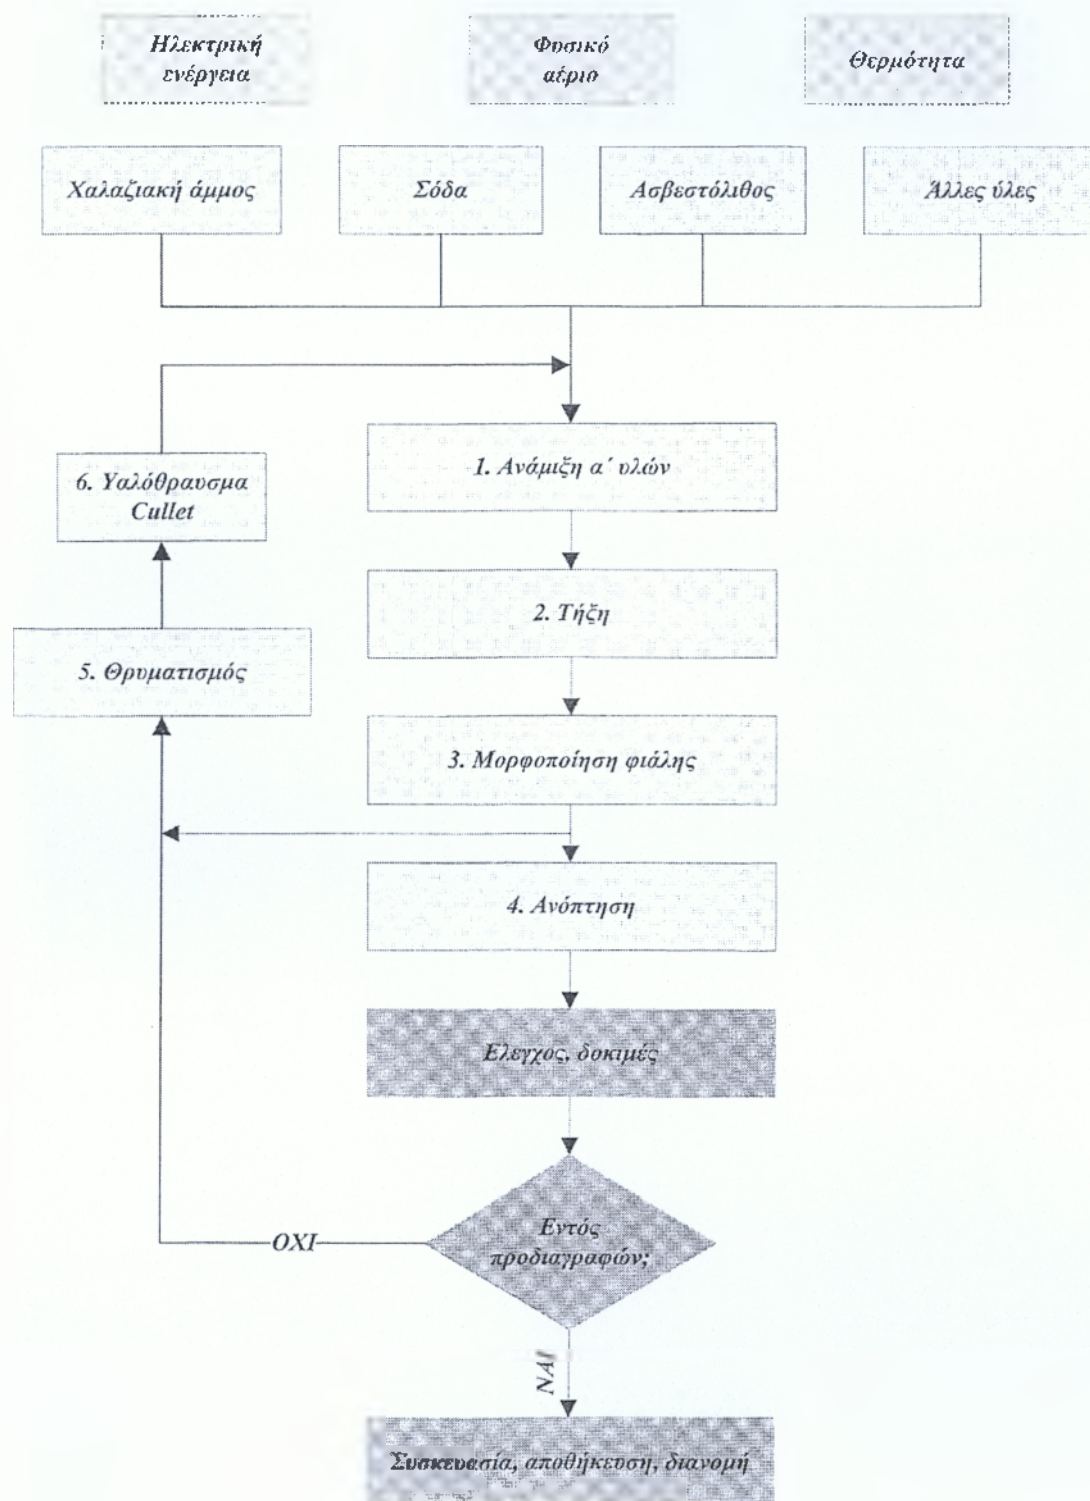 Ηλεκτρική
ενέργεια
Φυσικό
αέριο
Θερμότητα
Χαλαζιακή άμμος
Σόδα
Ασβεστόλιθος
Άλλες ύλες
1. Ανάμιξη α΄ υλών
6. Υαλόθραυσμα
Cullet
2. Τήξη
5. Θρυματισμός
3. Μορφοποίηση φιάλης
4. Ανόπτηση
Ελεγχος, δοκιμές
Εντός
προδιαγραφών;
ΟΧΙ
ΝΑΙ
Συσκευασία, αποθήκευση, διανομή